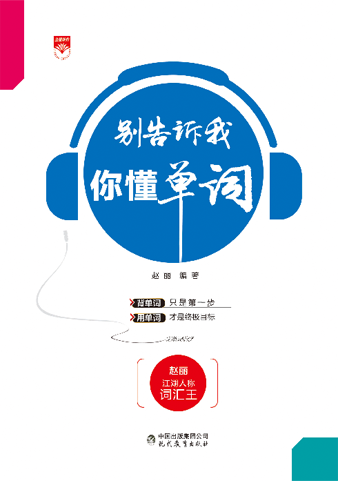 别告诉我
你懂单词
赵丽 编著
背单词 只是第一步
用单词 才是终极目标
赵丽
江湖人称
词汇王
中国出版集团公司
现代教育出版社